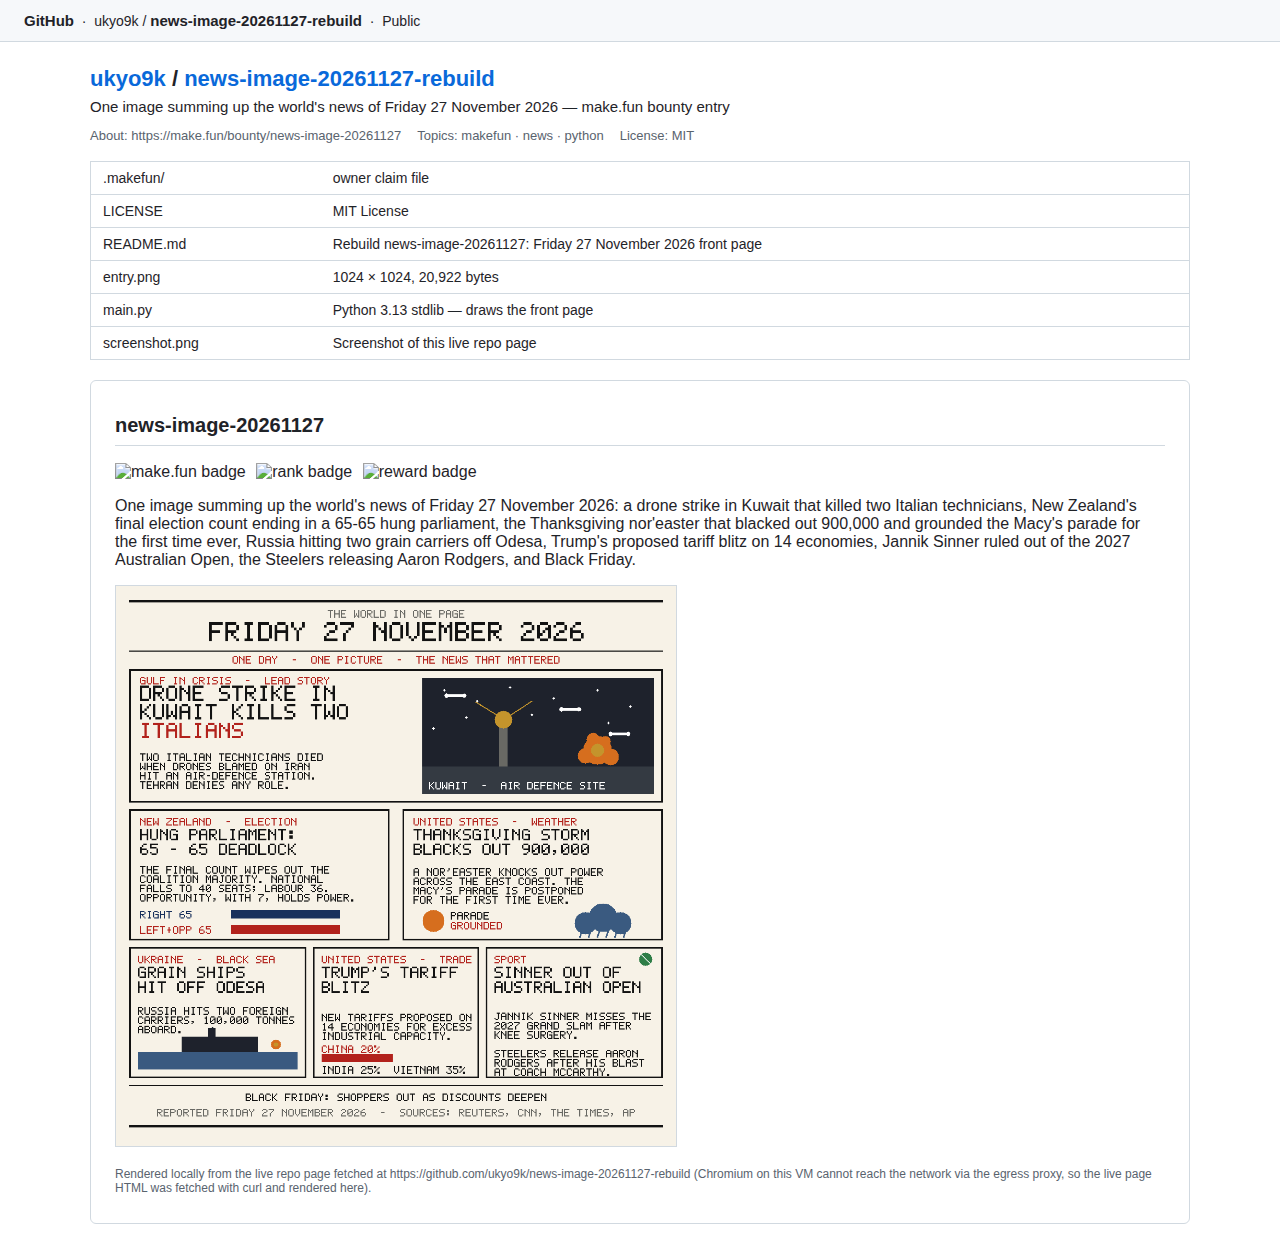 GitHub · ukyo9k / news-image-20261127-rebuild · Public
ukyo9k / news-image-20261127-rebuild
One image summing up the world's news of Friday 27 November 2026 — make.fun bounty entry
About: https://make.fun/bounty/news-image-20261127 Topics: makefun · news · python License: MIT
.makefun/ owner claim file
LICENSE MIT License
README.md Rebuild news-image-20261127: Friday 27 November 2026 front page
entry.png 1024 × 1024, 20,922 bytes
main.py Python 3.13 stdlib — draws the front page
screenshot.png Screenshot of this live repo page
news-image-20261127
make.fun badge rank badge reward badge
One image summing up the world's news of Friday 27 November 2026: a drone strike in Kuwait that killed two Italian technicians, New Zealand's
final election count ending in a 65-65 hung parliament, the Thanksgiving nor'easter that blacked out 900,000 and grounded the Macy's parade for
the first time ever, Russia hitting two grain carriers off Odesa, Trump's proposed tariff blitz on 14 economies, Jannik Sinner ruled out of the 2027
Australian Open, the Steelers releasing Aaron Rodgers, and Black Friday.
THE WORLD IN ONE PAGE
FRIDAY 27 NOVEMBER 2026
ONE DAY - ONE PICTURE - THE NEWS THAT MATTERED
GULF IN CRISIS - LEAD STORY
DRONE STRIKE IN
KUWAIT KILLS TWO
ITALIANS
TWO ITALIAN TECHNICIANS DIED
WHEN DRONES BLAMED ON IRAN
HIT AN AIR-DEFENCE STATION.
TEHRAN DENIES ANY ROLE.
KUWAIT - AIR DEFENCE SITE
NEW ZEALAND - ELECTION
HUNG PARLIAMENT:
65 - 65 DEADLOCK
THE FINAL COUNT WIPES OUT THE
COALITION MAJORITY. NATIONAL
FALLS TO 40 SEATS; LABOUR 36.
OPPORTUNITY, WITH 7, HOLDS POWER.
RIGHT 65
LEFT+OPP 65
UNITED STATES - WEATHER
THANKSGIVING STORM
BLACKS OUT 900,000
A NOR'EASTER KNOCKS OUT POWER
ACROSS THE EAST COAST. THE
MACY'S PARADE IS POSTPONED
FOR THE FIRST TIME EVER.
PARADE
GROUNDED
UKRAINE - BLACK SEA
GRAIN SHIPS
HIT OFF ODESA
RUSSIA HITS TWO FOREIGN
CARRIERS, 100,000 TONNES
ABOARD.
UNITED STATES - TRADE
TRUMP'S TARIFF
BLITZ
NEW TARIFFS PROPOSED ON
14 ECONOMIES FOR EXCESS
INDUSTRIAL CAPACITY.
CHINA 20%
INDIA 25% VIETNAM 35%
SPORT
SINNER OUT OF
AUSTRALIAN OPEN
JANNIK SINNER MISSES THE
2027 GRAND SLAM AFTER
KNEE SURGERY.
STEELERS RELEASE AARON
RODGERS AFTER HIS BLAST
AT COACH MCCARTHY.
BLACK FRIDAY: SHOPPERS OUT AS DISCOUNTS DEEPEN
REPORTED FRIDAY 27 NOVEMBER 2026 - SOURCES: REUTERS, CNN, THE TIMES, AP
Rendered locally from the live repo page fetched at https://github.com/ukyo9k/news-image-20261127-rebuild (Chromium on this VM cannot reach the network via the egress proxy, so the live page
HTML was fetched with curl and rendered here).